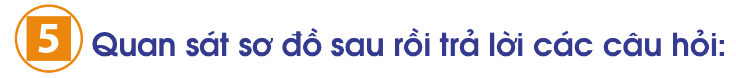 5 Quan sát sơ đồ sau rồi trả lời các câu hỏi: